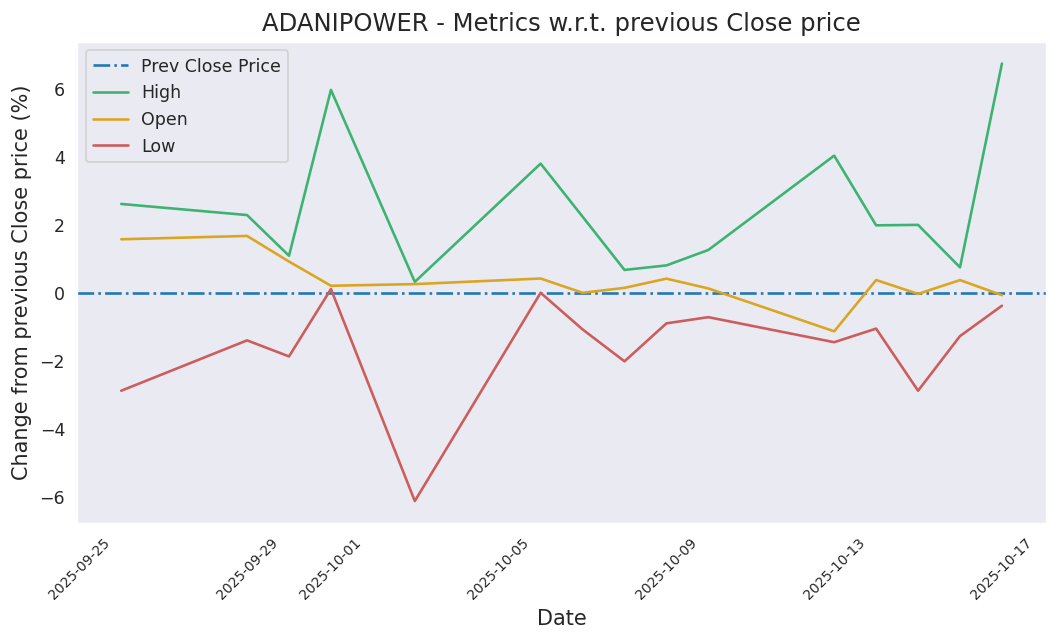 ADANIPOWER - Metrics w.r.t. previous Close price
Prev Close Price
High
Open
Low
Change from previous Close price (%)
6
4
2
0
−2
−4
−6
2025-09-25
2025-09-29
2025-10-01
2025-10-05
2025-10-09
2025-10-13
2025-10-17
Date